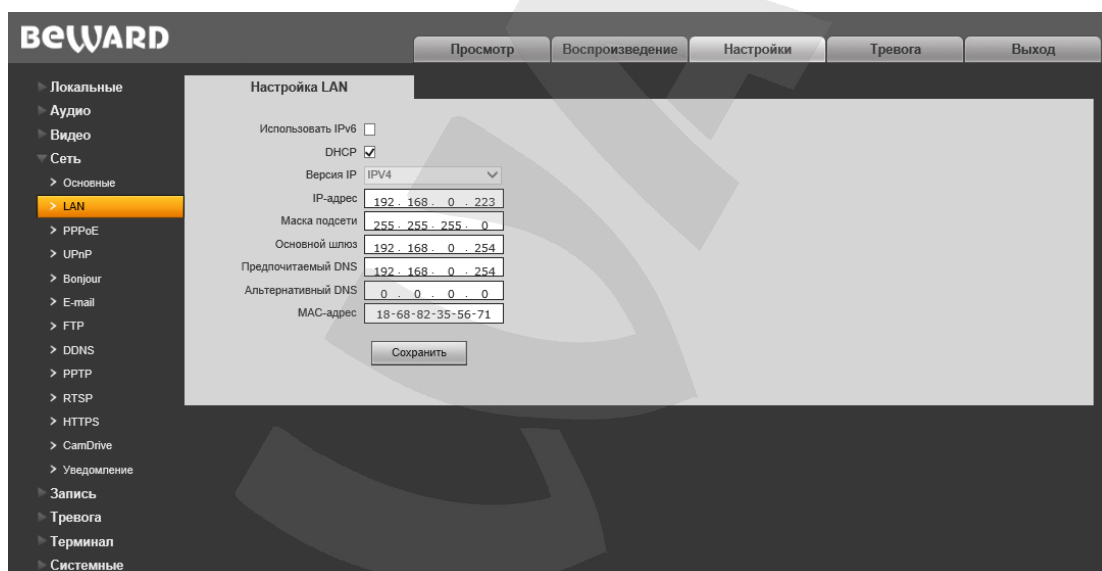 BEWARD
Просмотр
Воспроизведение
Настройки
Тревога
Выход
Локальные
Аудио
Видео
Сеть
> Основные
> LAN
> PPPoE
> UPnP
> Bonjour
> E-mail
> FTP
> DDNS
> PPTP
> RTSP
> HTTPS
> CamDrive
> Уведомление
Запись
Тревога
Терминал
Системные
Настройка LAN
Использовать IPv6
DHCP
Версия IP IPV4
IP-адрес 192 . 168 . 0 . 223
Маска подсети 255 . 255 . 255 . 0
Основной шлюз 192 . 168 . 0 . 254
Предпочитаемый DNS 192 . 168 . 0 . 254
Альтернативный DNS 0 . 0 . 0 . 0
МАС-адрес 18-68-82-35-56-71
Сохранить